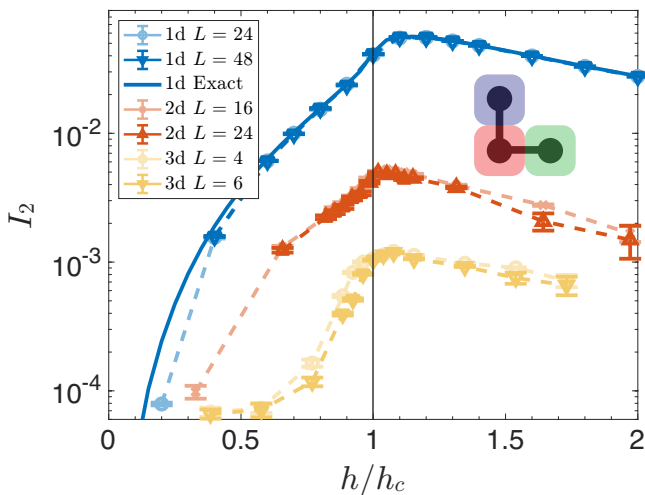 1d L = 24
1d L = 48
1d Exact
2d L = 16
2d L = 24
3d L = 4
3d L = 6
10^-2
10^-3
10^-4
I_2
0
0.5
1
1.5
2
h/h_c